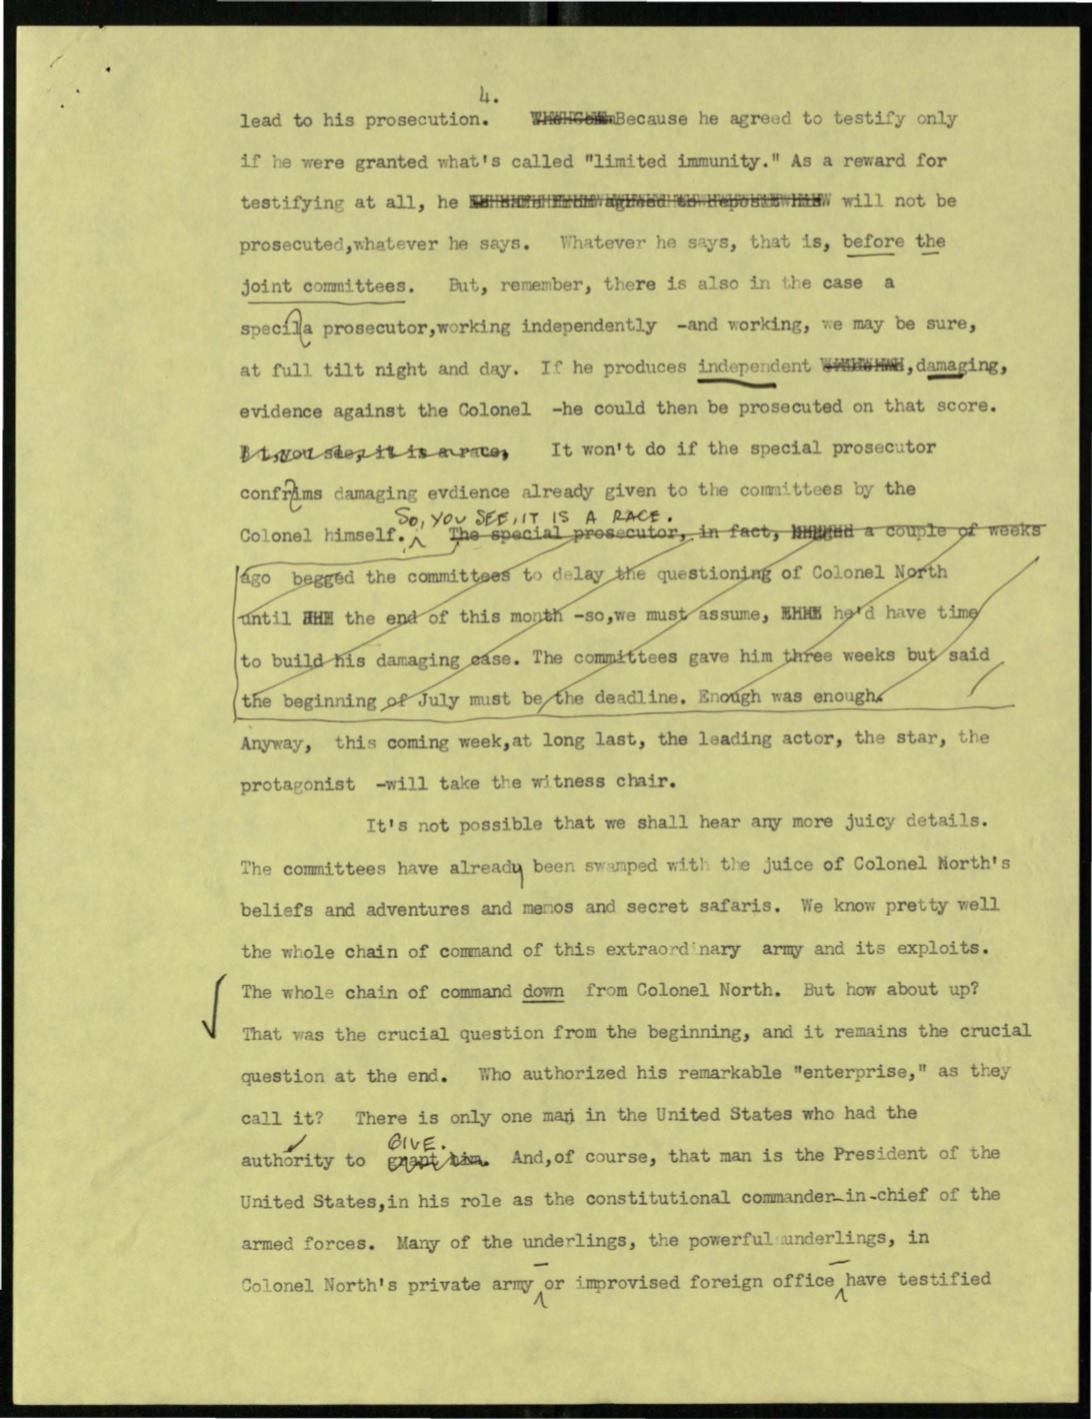 4.
lead to his prosecution. Because he agreed to testify only
if he were granted what's called "limited immunity." As a reward for
testifying at all, he will not be
prosecuted,whatever he says. Whatever he says, that is, before the
joint committees. But, remember, there is also in the case a
specila prosecutor,working independently -and working, we may be sure,
at full tilt night and day. If he produces independent ,damaging,
evidence against the Colonel -he could then be prosecuted on that score.
But,you see, it is a race, It won't do if the special prosecutor
confrims damaging evdience already given to the committees by the
SO, YOU SEE, IT IS A RACE.
Colonel himself. The special prosecutor, in fact, begged a couple of weeks
ago begged the committees to delay the questioning of Colonel North
until the end of this month -so,we must assume, he'd have time
to build his damaging case. The committees gave him three weeks but said
the beginning of July must be the deadline. Enough was enough.
Anyway, this coming week,at long last, the leading actor, the star, the
protagonist -will take the witness chair.
It's not possible that we shall hear any more juicy details.
The committees have already been swamped with the juice of Colonel North's
beliefs and adventures and memos and secret safaris. We know pretty well
the whole chain of command of this extraordinary army and its exploits.
The whole chain of command down from Colonel North. But how about up?
That was the crucial question from the beginning, and it remains the crucial
question at the end. Who authorized his remarkable "enterprise," as they
call it? There is only one man in the United States who had the
GIVE.
authority to grant him. And,of course, that man is the President of the
United States,in his role as the constitutional commander-in-chief of the
armed forces. Many of the underlings, the powerful underlings, in
Colonel North's private army or improvised foreign office have testified